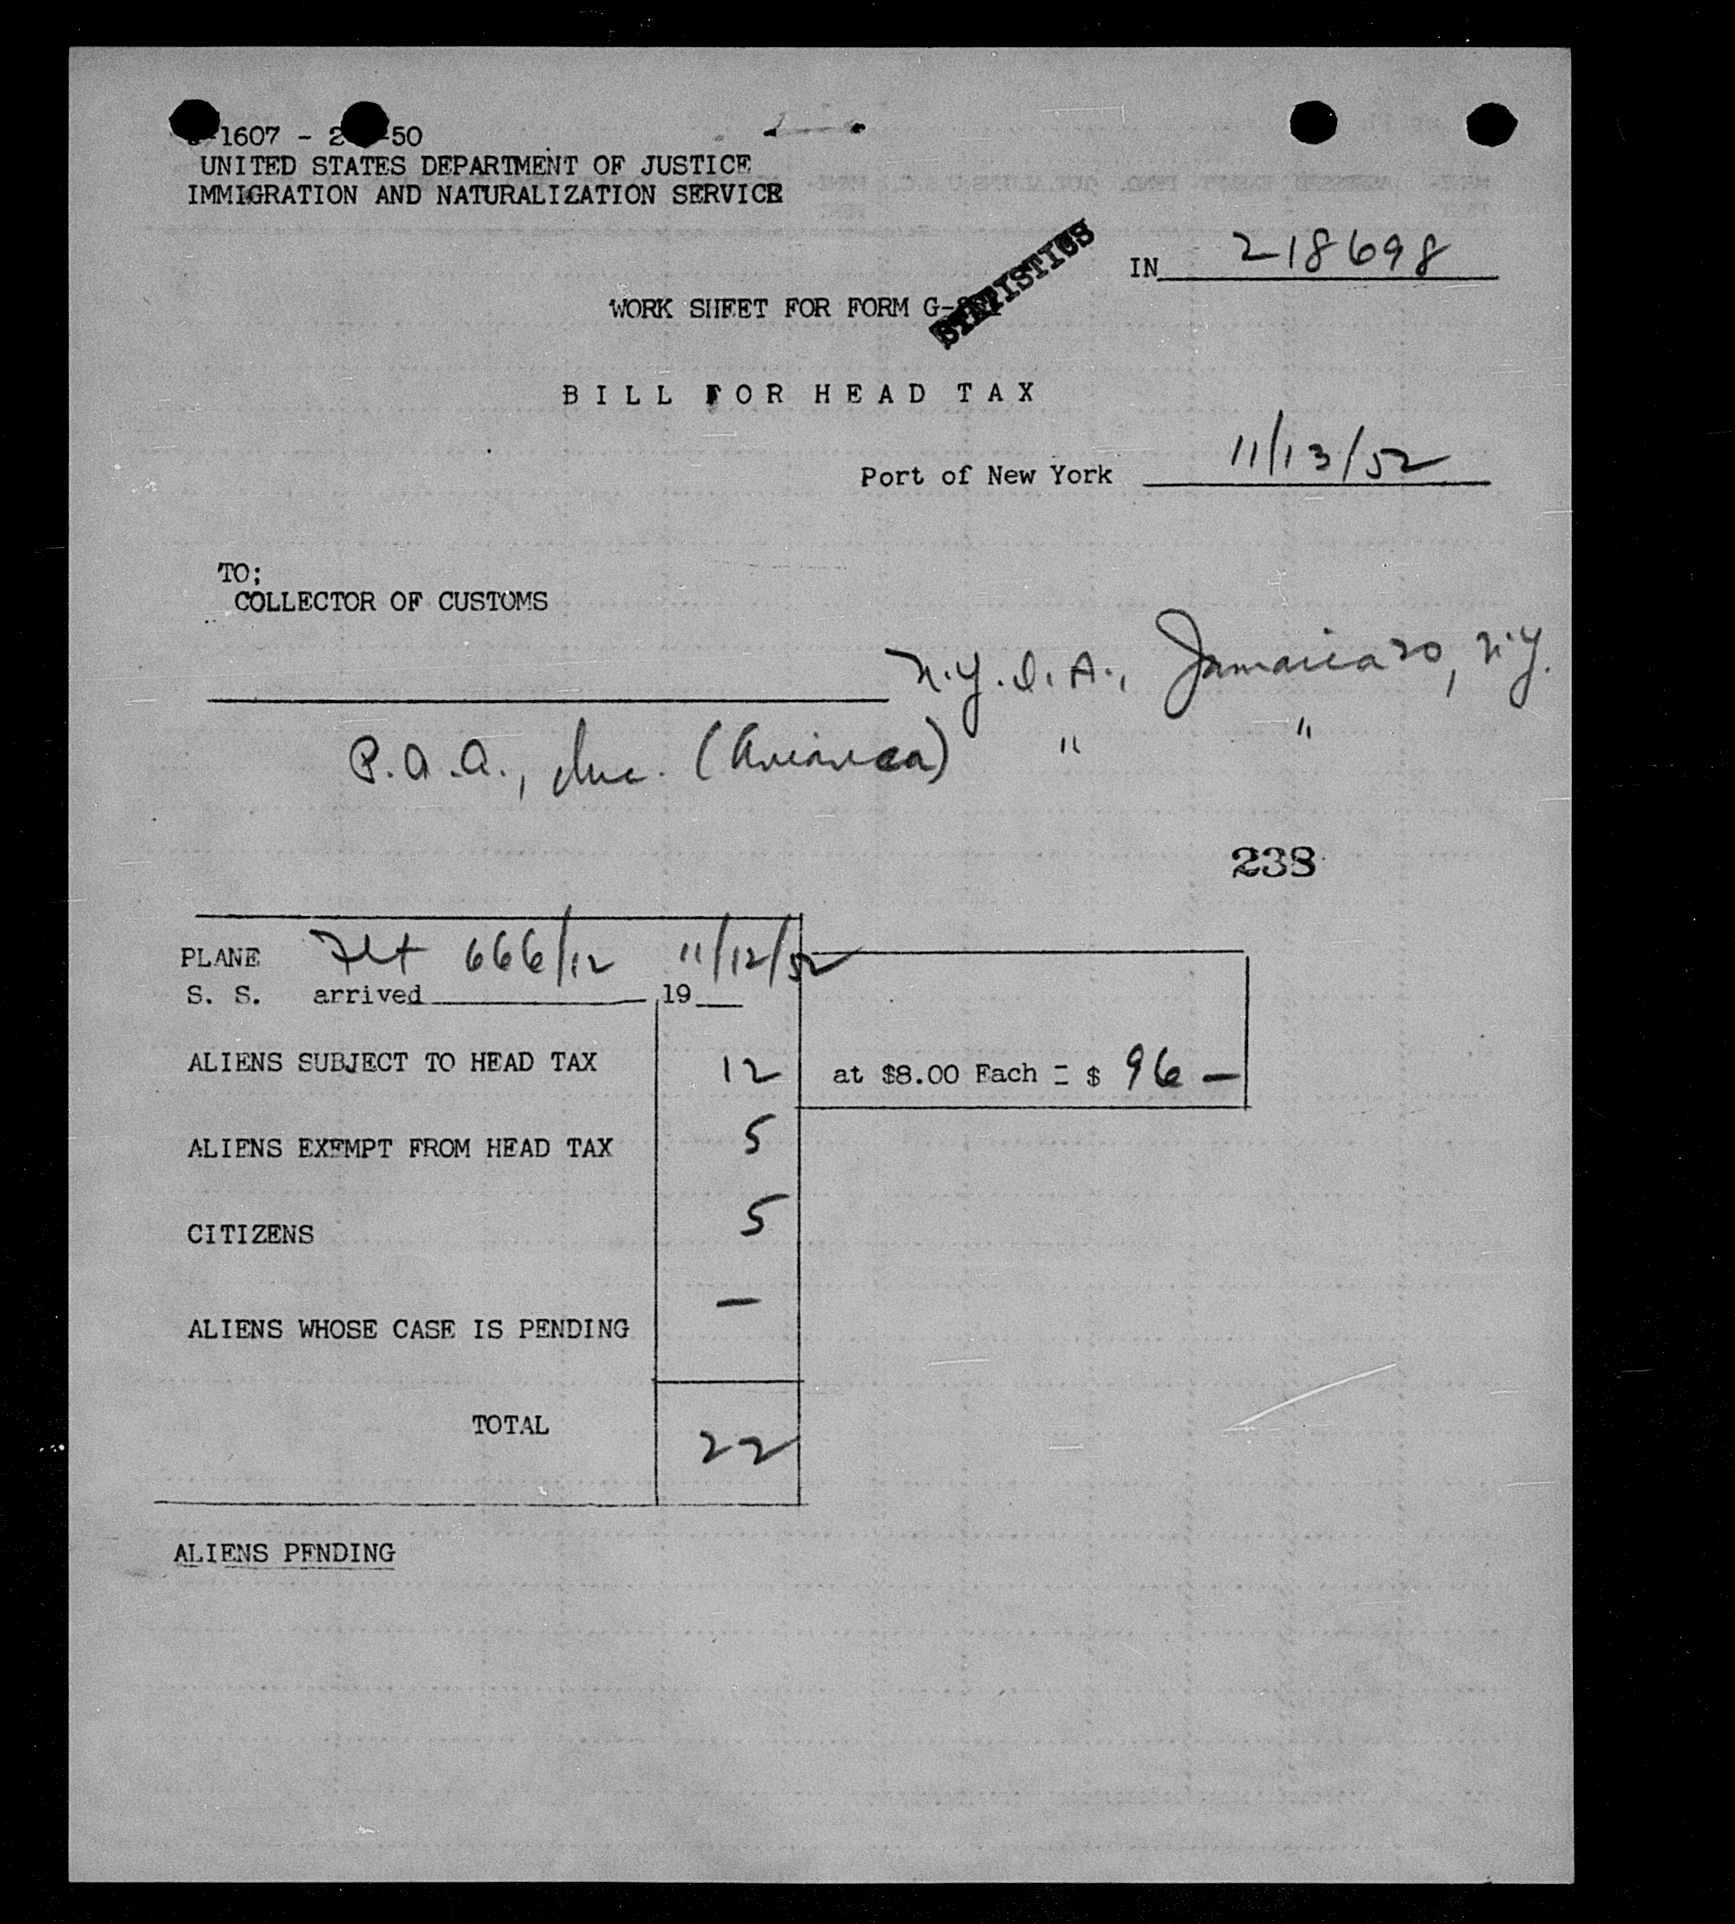 -1607 - 2 -50
UNITED STATES DEPARTMENT OF JUSTICE
IMMIGRATION AND NATURALIZATION SERVICE
IN 218698
STATISTICS
WORK SHEET FOR FORM G-
BILL FOR HEAD TAX
Port of New York 11/13/52
TO:
COLLECTOR OF CUSTOMS
N.Y.I.A., Jamaica 20, N.Y.
P.A.A., Inc. (Avianca) " "
238
PLANE Flt 666/12 11/12/52
S. S. arrived , 19
ALIENS SUBJECT TO HEAD TAX 12 at $8.00 Each = $ 96 —
ALIENS EXEMPT FROM HEAD TAX 5
CITIZENS 5
ALIENS WHOSE CASE IS PENDING —
TOTAL 22
ALIENS PENDING